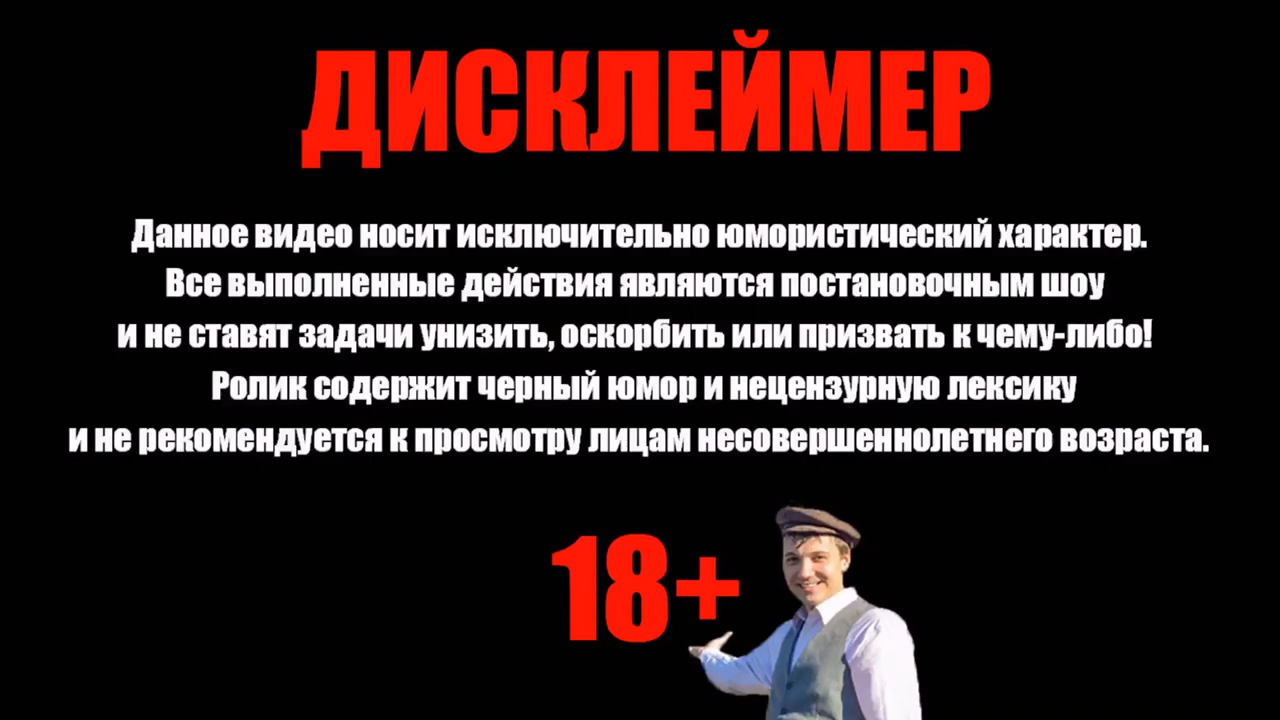 ДИСКЛЕЙМЕР
Данное видео носит исключительно юмористический характер.
Все выполненные действия являются постановочным шоу
и не ставят задачи унизить, оскорбить или призвать к чему-либо!
Ролик содержит черный юмор и нецензурную лексику
и не рекомендуется к просмотру лицам несовершеннолетнего возраста.
18+